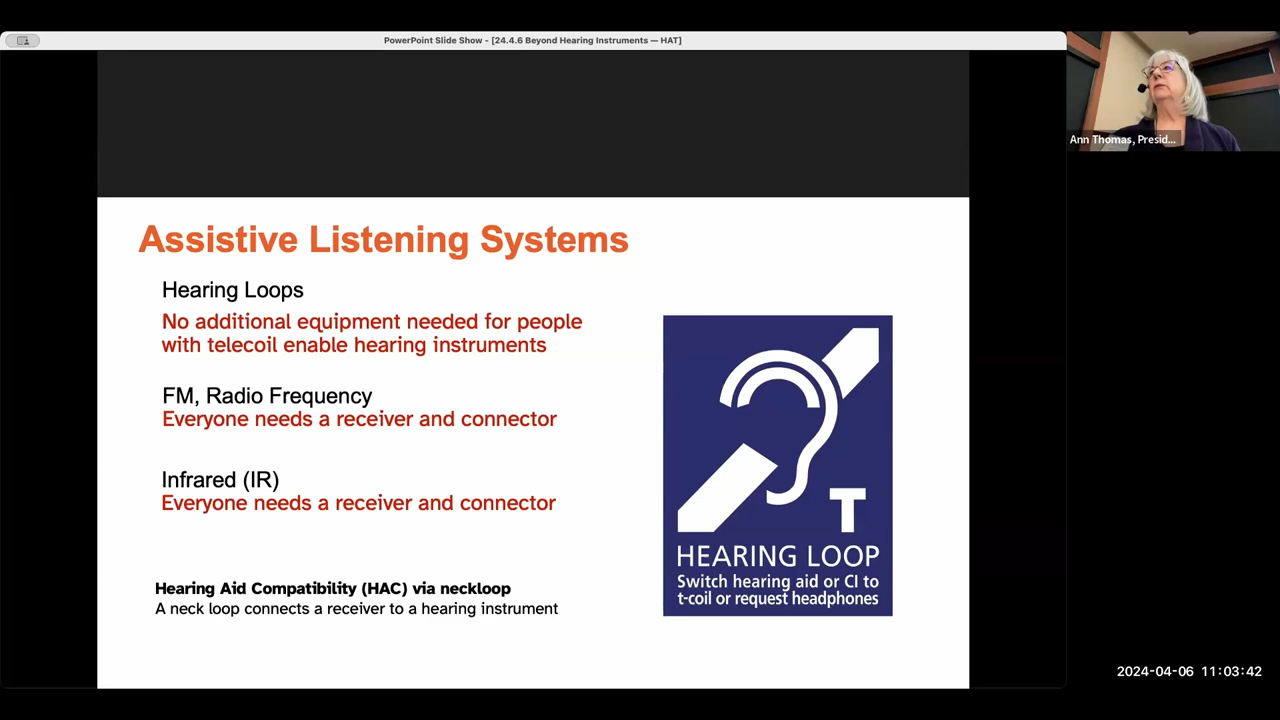 PowerPoint Slide Show - [24.4.6 Beyond Hearing Instruments — HAT]
Ann Thomas, Presid...
Assistive Listening Systems
Hearing Loops
No additional equipment needed for people
with telecoil enable hearing instruments
FM, Radio Frequency
Everyone needs a receiver and connector
Infrared (IR)
Everyone needs a receiver and connector
Hearing Aid Compatibility (HAC) via neckloop
A neck loop connects a receiver to a hearing instrument
T
HEARING LOOP
Switch hearing aid or CI to
t-coil or request headphones
2024-04-06 11:03:42